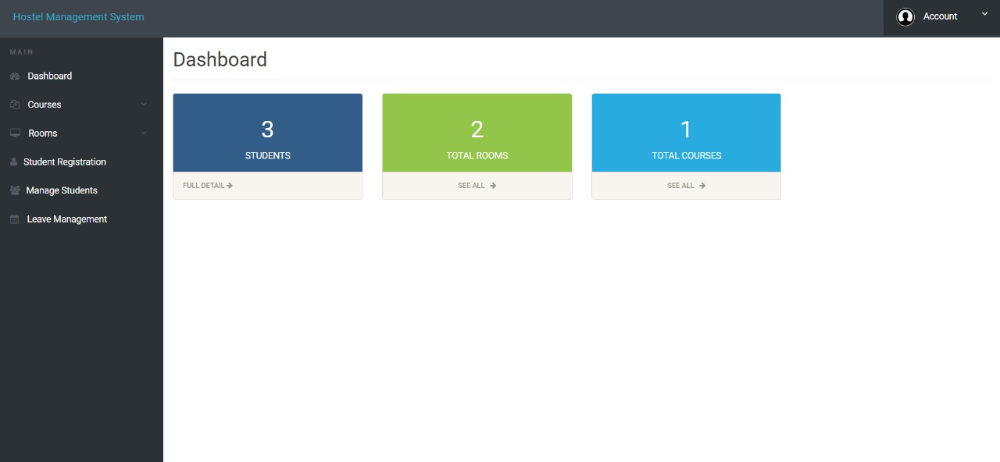 Hostel Management System
Account
MAIN
Dashboard
Courses
Rooms
Student Registration
Manage Students
Leave Management
Dashboard
3
STUDENTS
FULL DETAIL
2
TOTAL ROOMS
SEE ALL
1
TOTAL COURSES
SEE ALL